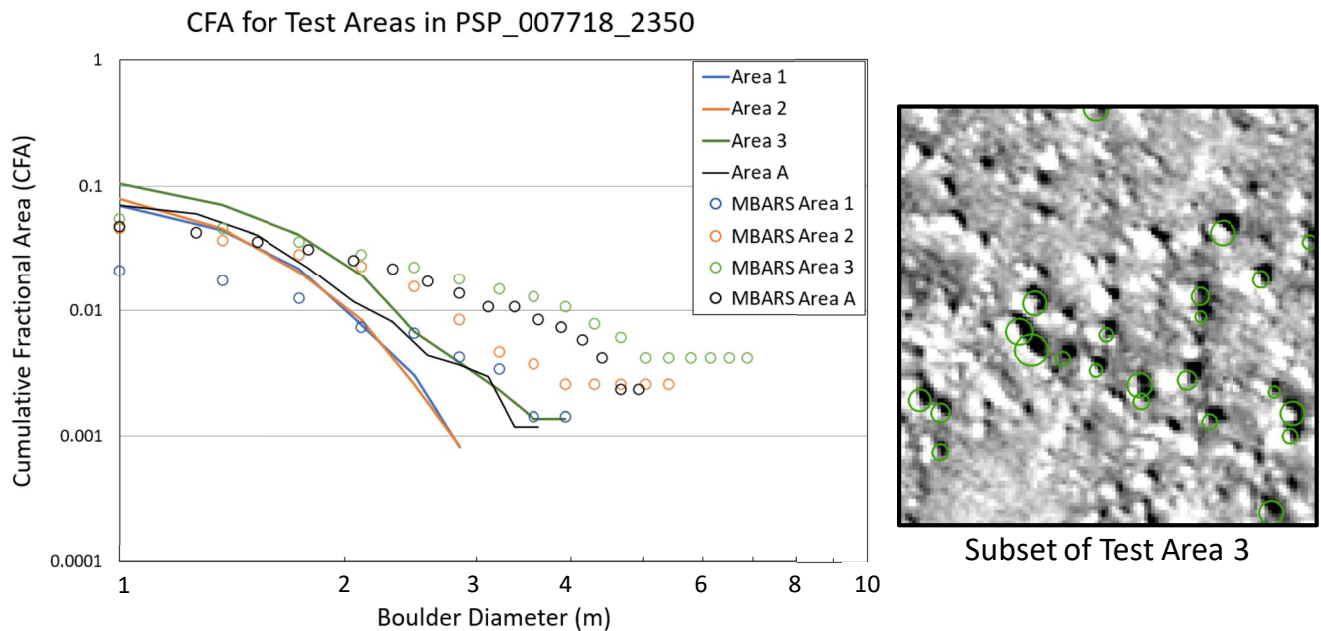 CFA for Test Areas in PSP_007718_2350
Cumulative Fractional Area (CFA)
1
0.1
0.01
0.001
0.0001
1 2 3 4 6 8 10
Boulder Diameter (m)
Area 1
Area 2
Area 3
Area A
MBARS Area 1
MBARS Area 2
MBARS Area 3
MBARS Area A
Subset of Test Area 3